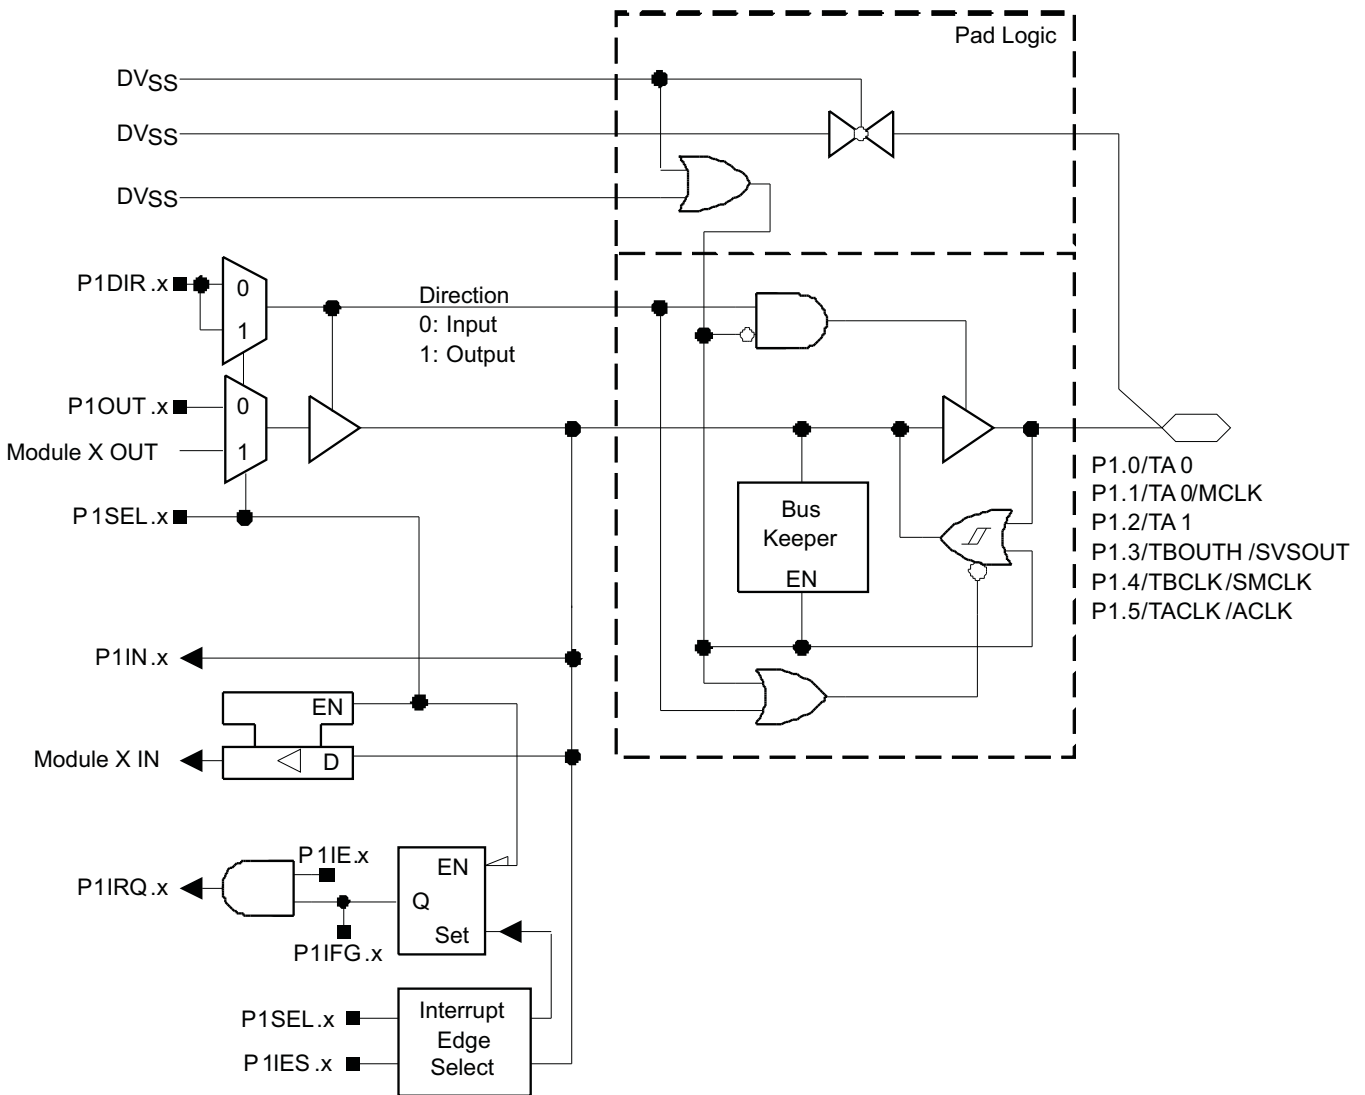 Pad Logic
DVSS
DVSS
DVSS
P1DIR.x
0
1
Direction
0: Input
1: Output
P1OUT.x
0
Module X OUT
1
P1SEL.x
Bus
Keeper
EN
P1.0/TA0
P1.1/TA0/MCLK
P1.2/TA1
P1.3/TBOUTH/SVSOUT
P1.4/TBCLK/SMCLK
P1.5/TACLK/ACLK
P1IN.x
EN
Module X IN
D
P1IE.x
P1IRQ.x
EN
Q
Set
P1IFG.x
P1SEL.x
P1IES.x
Interrupt
Edge
Select